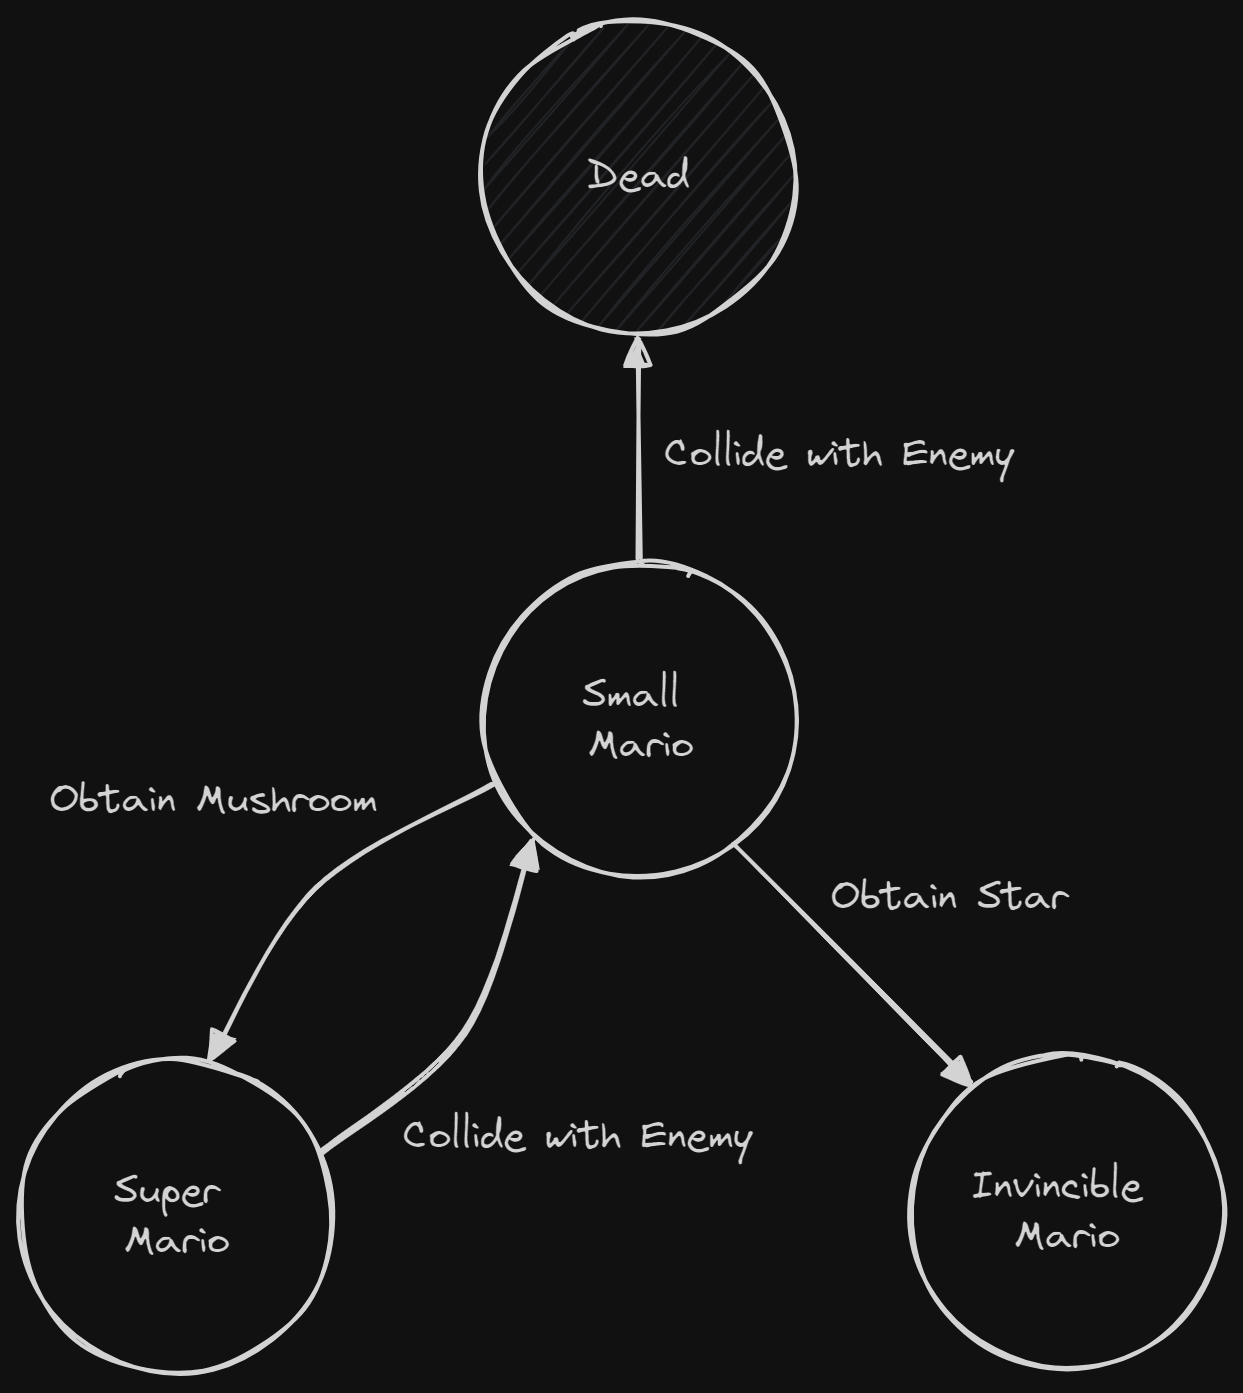 Dead
Collide with Enemy
Small
Mario
Obtain Mushroom
Obtain Star
Collide with Enemy
Super
Mario
Invincible
Mario